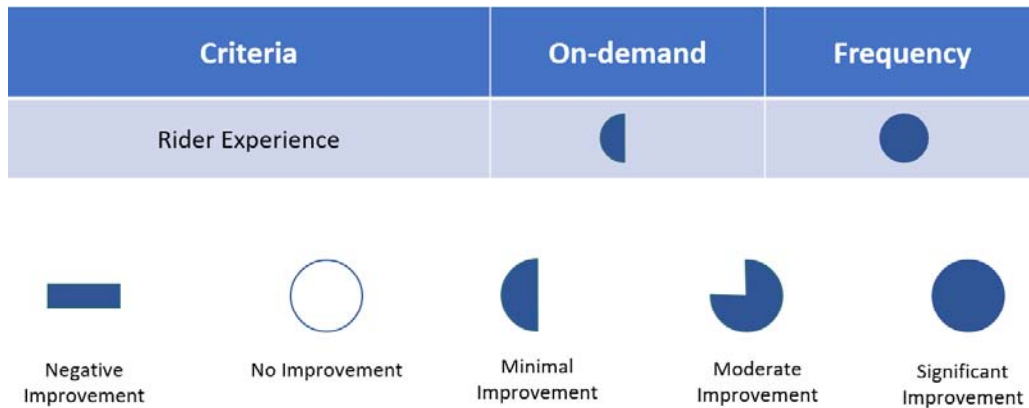 Criteria On-demand Frequency
Rider Experience
Negative
Improvement
No Improvement
Minimal
Improvement
Moderate
Improvement
Significant
Improvement